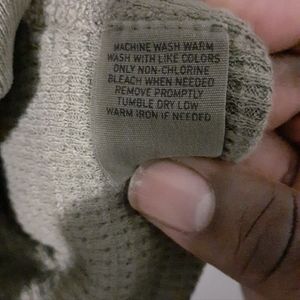 MACHINE WASH WARM
WASH WITH LIKE COLORS
ONLY NON-CHLORINE
BLEACH WHEN NEEDED
REMOVE PROMPTLY
TUMBLE DRY LOW
WARM IRON IF NEEDED